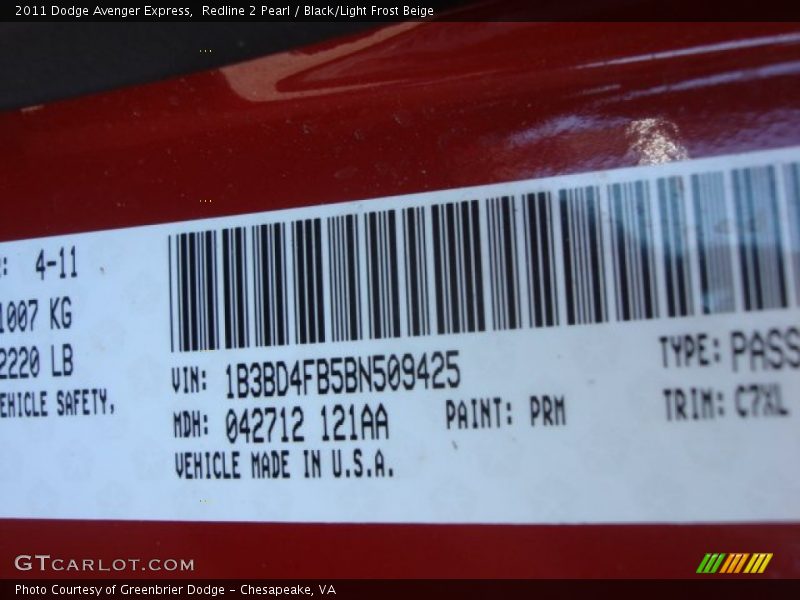 2011 Dodge Avenger Express,  Redline 2 Pearl / Black/Light Frost Beige
: 4-11
1007 KG
2220 LB
EHICLE SAFETY,
VIN: 1B3BD4FB5BN509425
MDH: 042712 121AA
PAINT: PRM
VEHICLE MADE IN U.S.A.
TYPE: PASS
TRIM: C7XL
GTCARLOT.COM
Photo Courtesy of Greenbrier Dodge – Chesapeake, VA